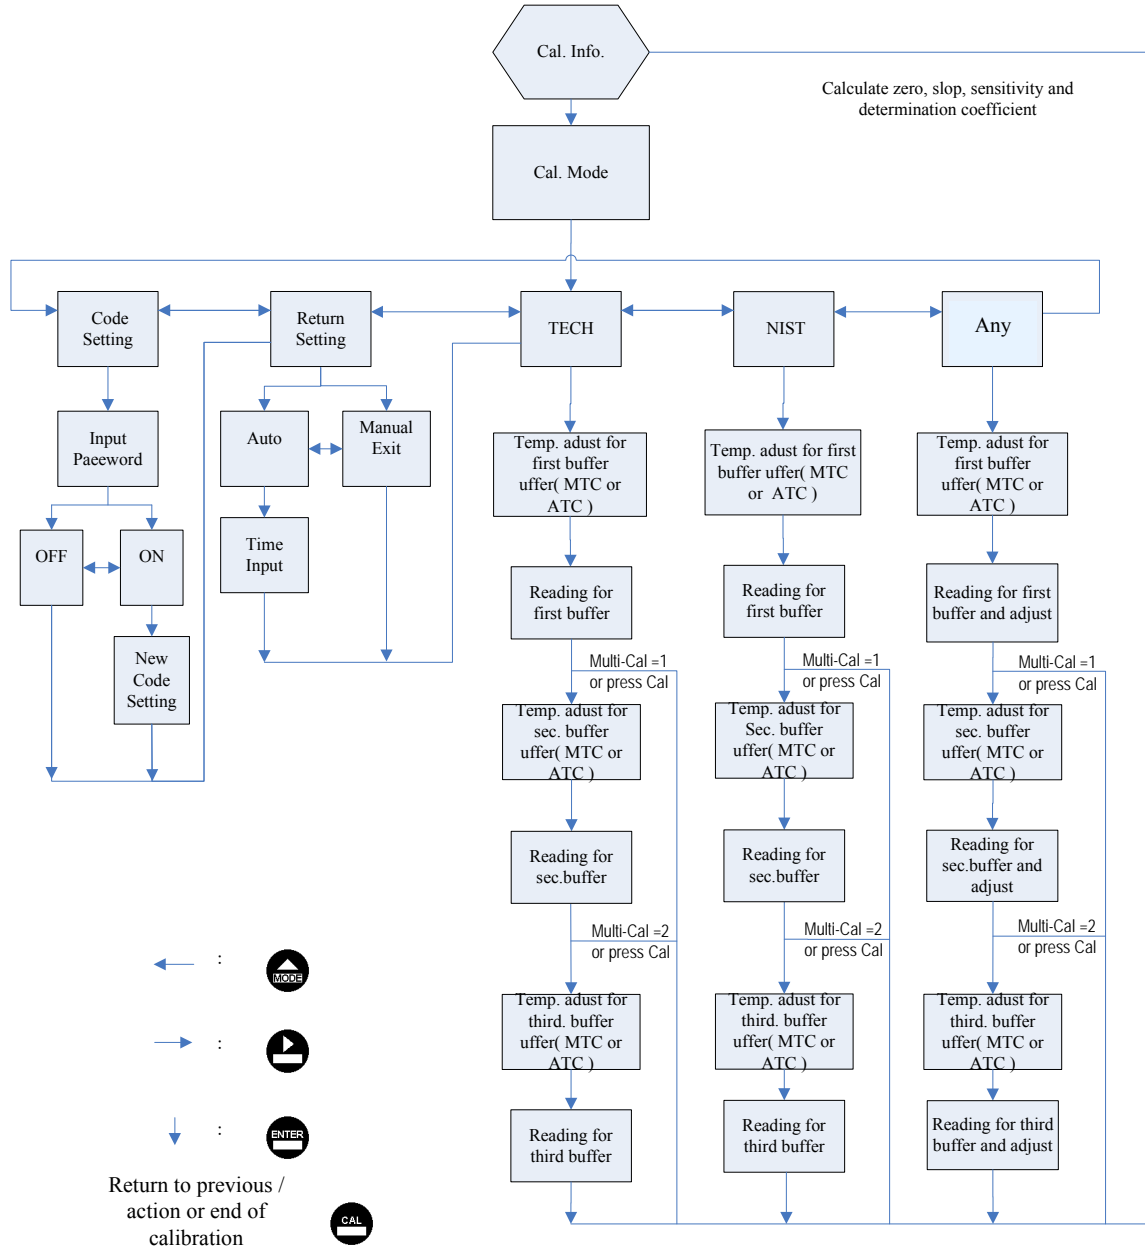 Cal. Info.
Calculate zero, slop, sensitivity and
determination coefficient
Cal. Mode
Code
Setting
Return
Setting
TECH
NIST
Any
Input
Paeeword
Auto
Manual
Exit
OFF
ON
Time
Input
New
Code
Setting
Temp. adust for
first buffer
uffer( MTC or
ATC )
Reading for
first buffer
Multi-Cal =1
or press Cal
Temp. adust for
sec. buffer
uffer( MTC or
ATC )
Reading for
sec.buffer
Multi-Cal =2
or press Cal
Temp. adust for
third. buffer
uffer( MTC or
ATC )
Reading for
third buffer
Temp. adust for first
buffer uffer( MTC
or ATC )
Reading for
first buffer
Multi-Cal =1
or press Cal
Temp. adust for
Sec. buffer
uffer( MTC or
ATC )
Reading for
sec.buffer
Multi-Cal =2
or press Cal
Temp. adust for
third. buffer
uffer( MTC or
ATC )
Reading for
third buffer
Temp. adust for
first buffer
uffer( MTC or
ATC )
Reading for first
buffer and adjust
Multi-Cal =1
or press Cal
Temp. adust for
sec. buffer
uffer( MTC or
ATC )
Reading for
sec.buffer and
adjust
Multi-Cal =2
or press Cal
Temp. adust for
third. buffer
uffer( MTC or
ATC )
Reading for third
buffer and adjust
: MODE
:
: ENTER
Return to previous /
action or end of
calibration
CAL